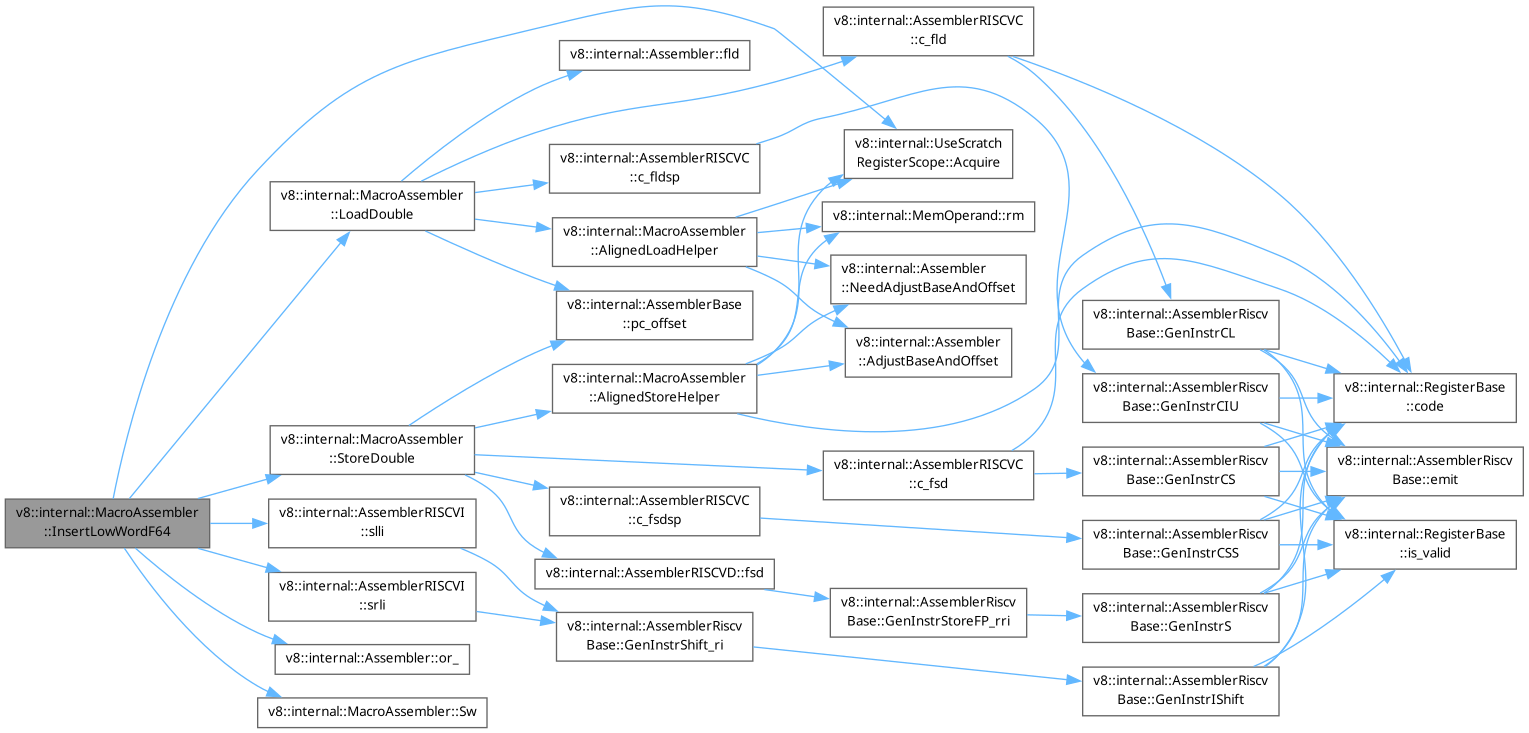 v8::internal::MacroAssembler
::InsertLowWordF64
v8::internal::MacroAssembler
::LoadDouble
v8::internal::MacroAssembler
::StoreDouble
v8::internal::AssemblerRISCVI
::slli
v8::internal::AssemblerRISCVI
::srli
v8::internal::Assembler::or_
v8::internal::MacroAssembler::Sw
v8::internal::Assembler::fld
v8::internal::AssemblerRISCVC
::c_fldsp
v8::internal::MacroAssembler
::AlignedLoadHelper
v8::internal::AssemblerBase
::pc_offset
v8::internal::MacroAssembler
::AlignedStoreHelper
v8::internal::AssemblerRISCVC
::c_fsdsp
v8::internal::AssemblerRISCVD::fsd
v8::internal::AssemblerRiscv
Base::GenInstrShift_ri
v8::internal::AssemblerRISCVC
::c_fld
v8::internal::UseScratch
RegisterScope::Acquire
v8::internal::MemOperand::rm
v8::internal::Assembler
::NeedAdjustBaseAndOffset
v8::internal::Assembler
::AdjustBaseAndOffset
v8::internal::AssemblerRISCVC
::c_fsd
v8::internal::AssemblerRiscv
Base::GenInstrStoreFP_rri
v8::internal::AssemblerRiscv
Base::GenInstrCL
v8::internal::AssemblerRiscv
Base::GenInstrCIU
v8::internal::AssemblerRiscv
Base::GenInstrCS
v8::internal::AssemblerRiscv
Base::GenInstrCSS
v8::internal::AssemblerRiscv
Base::GenInstrS
v8::internal::AssemblerRiscv
Base::GenInstrIShift
v8::internal::RegisterBase
::code
v8::internal::AssemblerRiscv
Base::emit
v8::internal::RegisterBase
::is_valid